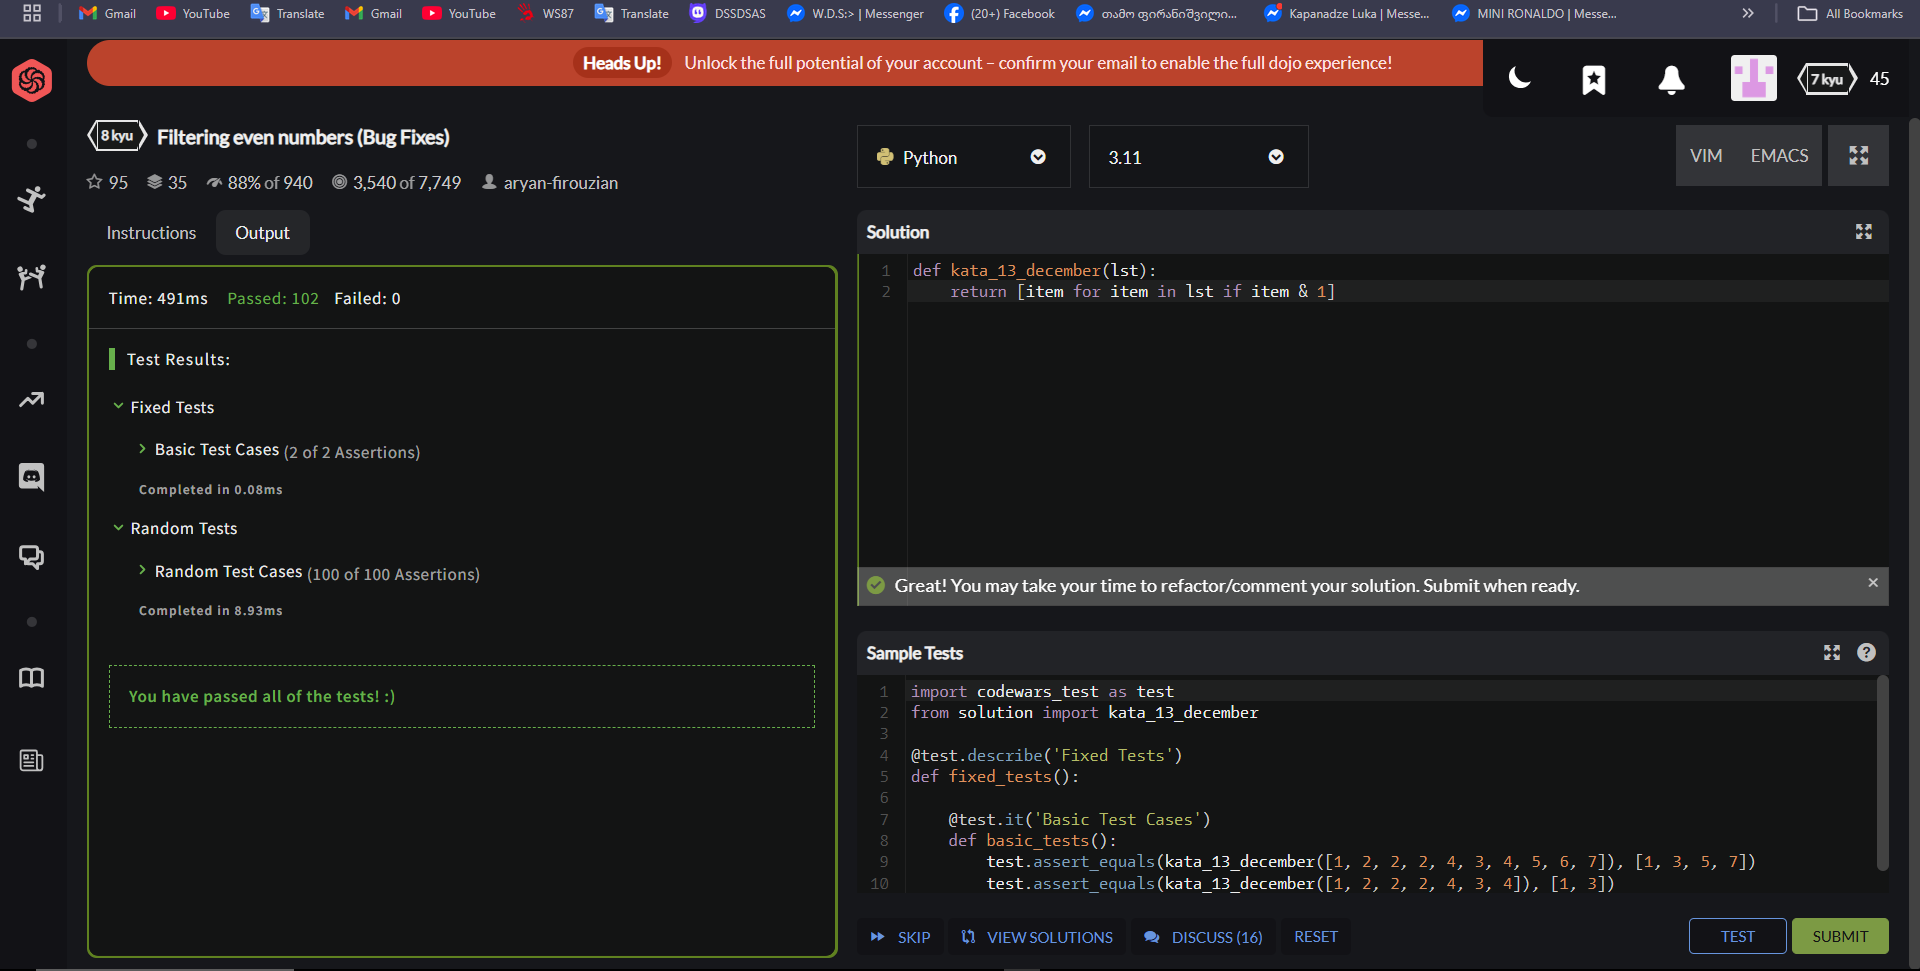 Gmail YouTube Translate Gmail YouTube WS87 Translate DSSDSAS W.D.S:> | Messenger (20+) Facebook თამო ფირანიშვილი... Kapanadze Luka | Messe... MINI RONALDO | Messe... » All Bookmarks
Heads Up! Unlock the full potential of your account – confirm your email to enable the full dojo experience!
7 kyu 45
8 kyu Filtering even numbers (Bug Fixes)
95 35 88% of 940 3,540 of 7,749 aryan-firouzian
Python 3.11 VIM EMACS
Instructions Output
Time: 491ms Passed: 102 Failed: 0
Test Results:
Fixed Tests
Basic Test Cases (2 of 2 Assertions)
Completed in 0.08ms
Random Tests
Random Test Cases (100 of 100 Assertions)
Completed in 8.93ms
You have passed all of the tests! :)
Solution
1 def kata_13_december(lst):
2     return [item for item in lst if item & 1]
Great! You may take your time to refactor/comment your solution. Submit when ready. ×
Sample Tests ?
1 import codewars_test as test
2 from solution import kata_13_december
3
4 @test.describe('Fixed Tests')
5 def fixed_tests():
6
7     @test.it('Basic Test Cases')
8     def basic_tests():
9         test.assert_equals(kata_13_december([1, 2, 2, 2, 4, 3, 4, 5, 6, 7]), [1, 3, 5, 7])
10         test.assert_equals(kata_13_december([1, 2, 2, 2, 4, 3, 4]), [1, 3])
SKIP VIEW SOLUTIONS DISCUSS (16) RESET TEST SUBMIT